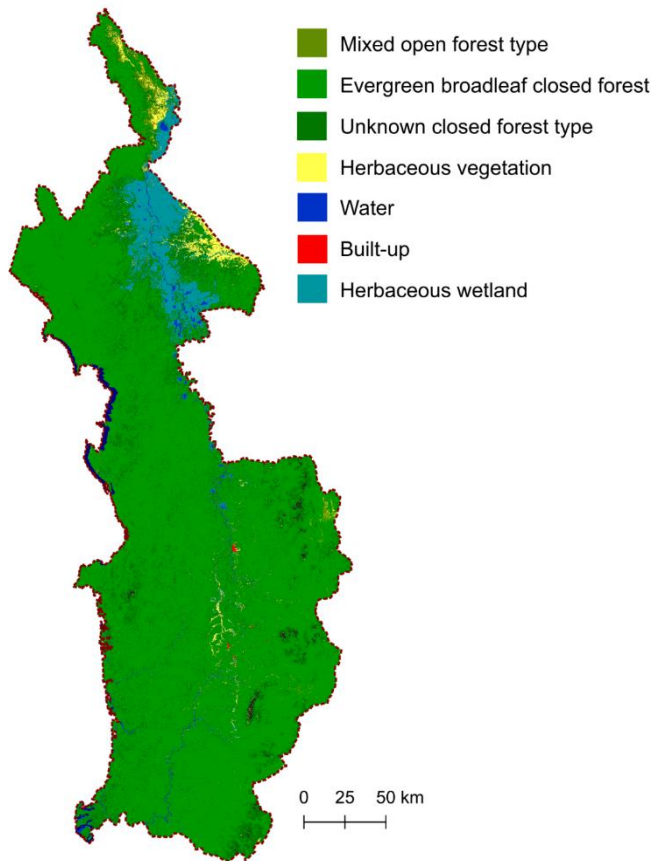 Mixed open forest type
Evergreen broadleaf closed forest
Unknown closed forest type
Herbaceous vegetation
Water
Built-up
Herbaceous wetland
0 25 50 km